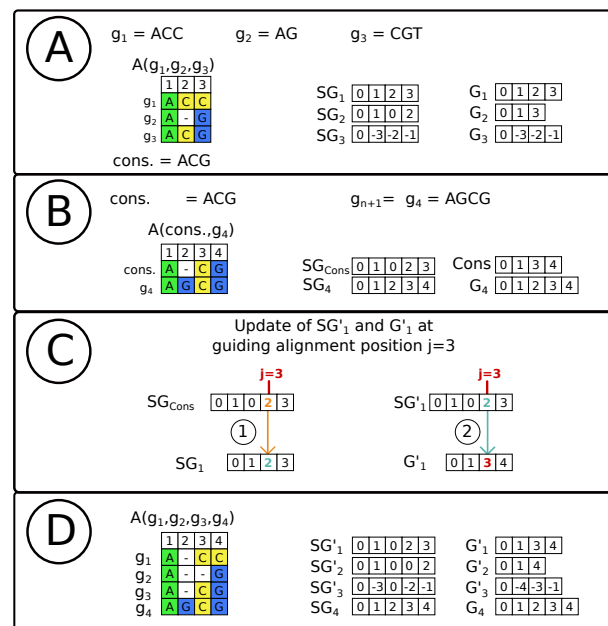 A
g1 = ACC g2 = AG g3 = CGT
A(g1,g2,g3)
1 2 3
g1 A C C
g2 A - G
g3 A C G
cons. = ACG
SG1 0 1 2 3
SG2 0 1 0 2
SG3 0 -3 -2 -1
G1 0 1 2 3
G2 0 1 3
G3 0 -3 -2 -1
B
cons. = ACG gn+1= g4 = AGCG
A(cons.,g4)
1 2 3 4
cons. A - C G
g4 A G C G
SGCons 0 1 0 2 3
SG4 0 1 2 3 4
Cons 0 1 3 4
G4 0 1 2 3 4
C
Update of SG'1 and G'1 at
guiding alignment position j=3
j=3
SGCons 0 1 0 2 3
1
SG1 0 1 2 3
j=3
SG'1 0 1 0 2 3
2
G'1 0 1 3 4
D
A(g1,g2,g3,g4)
1 2 3 4
g1 A - C C
g2 A - - G
g3 A - C G
g4 A G C G
SG'1 0 1 0 2 3
SG'2 0 1 0 0 2
SG'3 0 -3 0 -2 -1
SG4 0 1 2 3 4
G'1 0 1 3 4
G'2 0 1 4
G'3 0 -4 -3 -1
G4 0 1 2 3 4